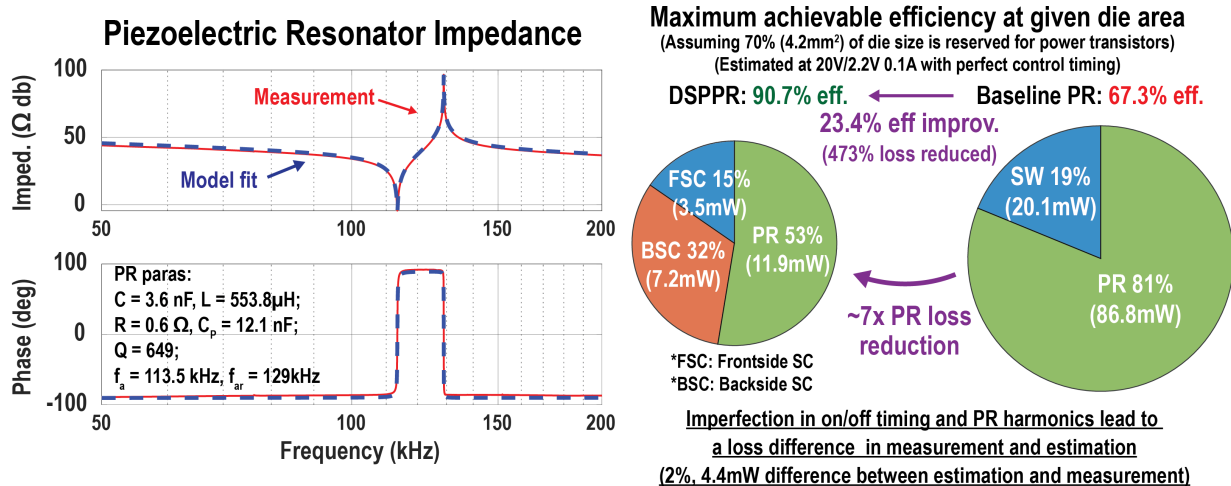 Piezoelectric Resonator Impedance
Imped. (Ω db)
100
50
0
Measurement
Model fit
50
100
150
200
Phase (deg)
100
0
-100
PR paras:
C = 3.6 nF, L = 553.8µH;
R = 0.6 Ω, Cₚ = 12.1 nF;
Q = 649;
fₐ = 113.5 kHz, fₐᵣ = 129kHz
50
100
150
200
Frequency (kHz)
Maximum achievable efficiency at given die area
(Assuming 70% (4.2mm²) of die size is reserved for power transistors)
(Estimated at 20V/2.2V 0.1A with perfect control timing)
DSPPR: 90.7% eff.
Baseline PR: 67.3% eff.
23.4% eff improv.
(473% loss reduced)
FSC 15%
(3.5mW)
BSC 32%
(7.2mW)
PR 53%
(11.9mW)
SW 19%
(20.1mW)
PR 81%
(86.8mW)
~7x PR loss
reduction
*FSC: Frontside SC
*BSC: Backside SC
Imperfection in on/off timing and PR harmonics lead to
a loss difference in measurement and estimation
(2%, 4.4mW difference between estimation and measurement)